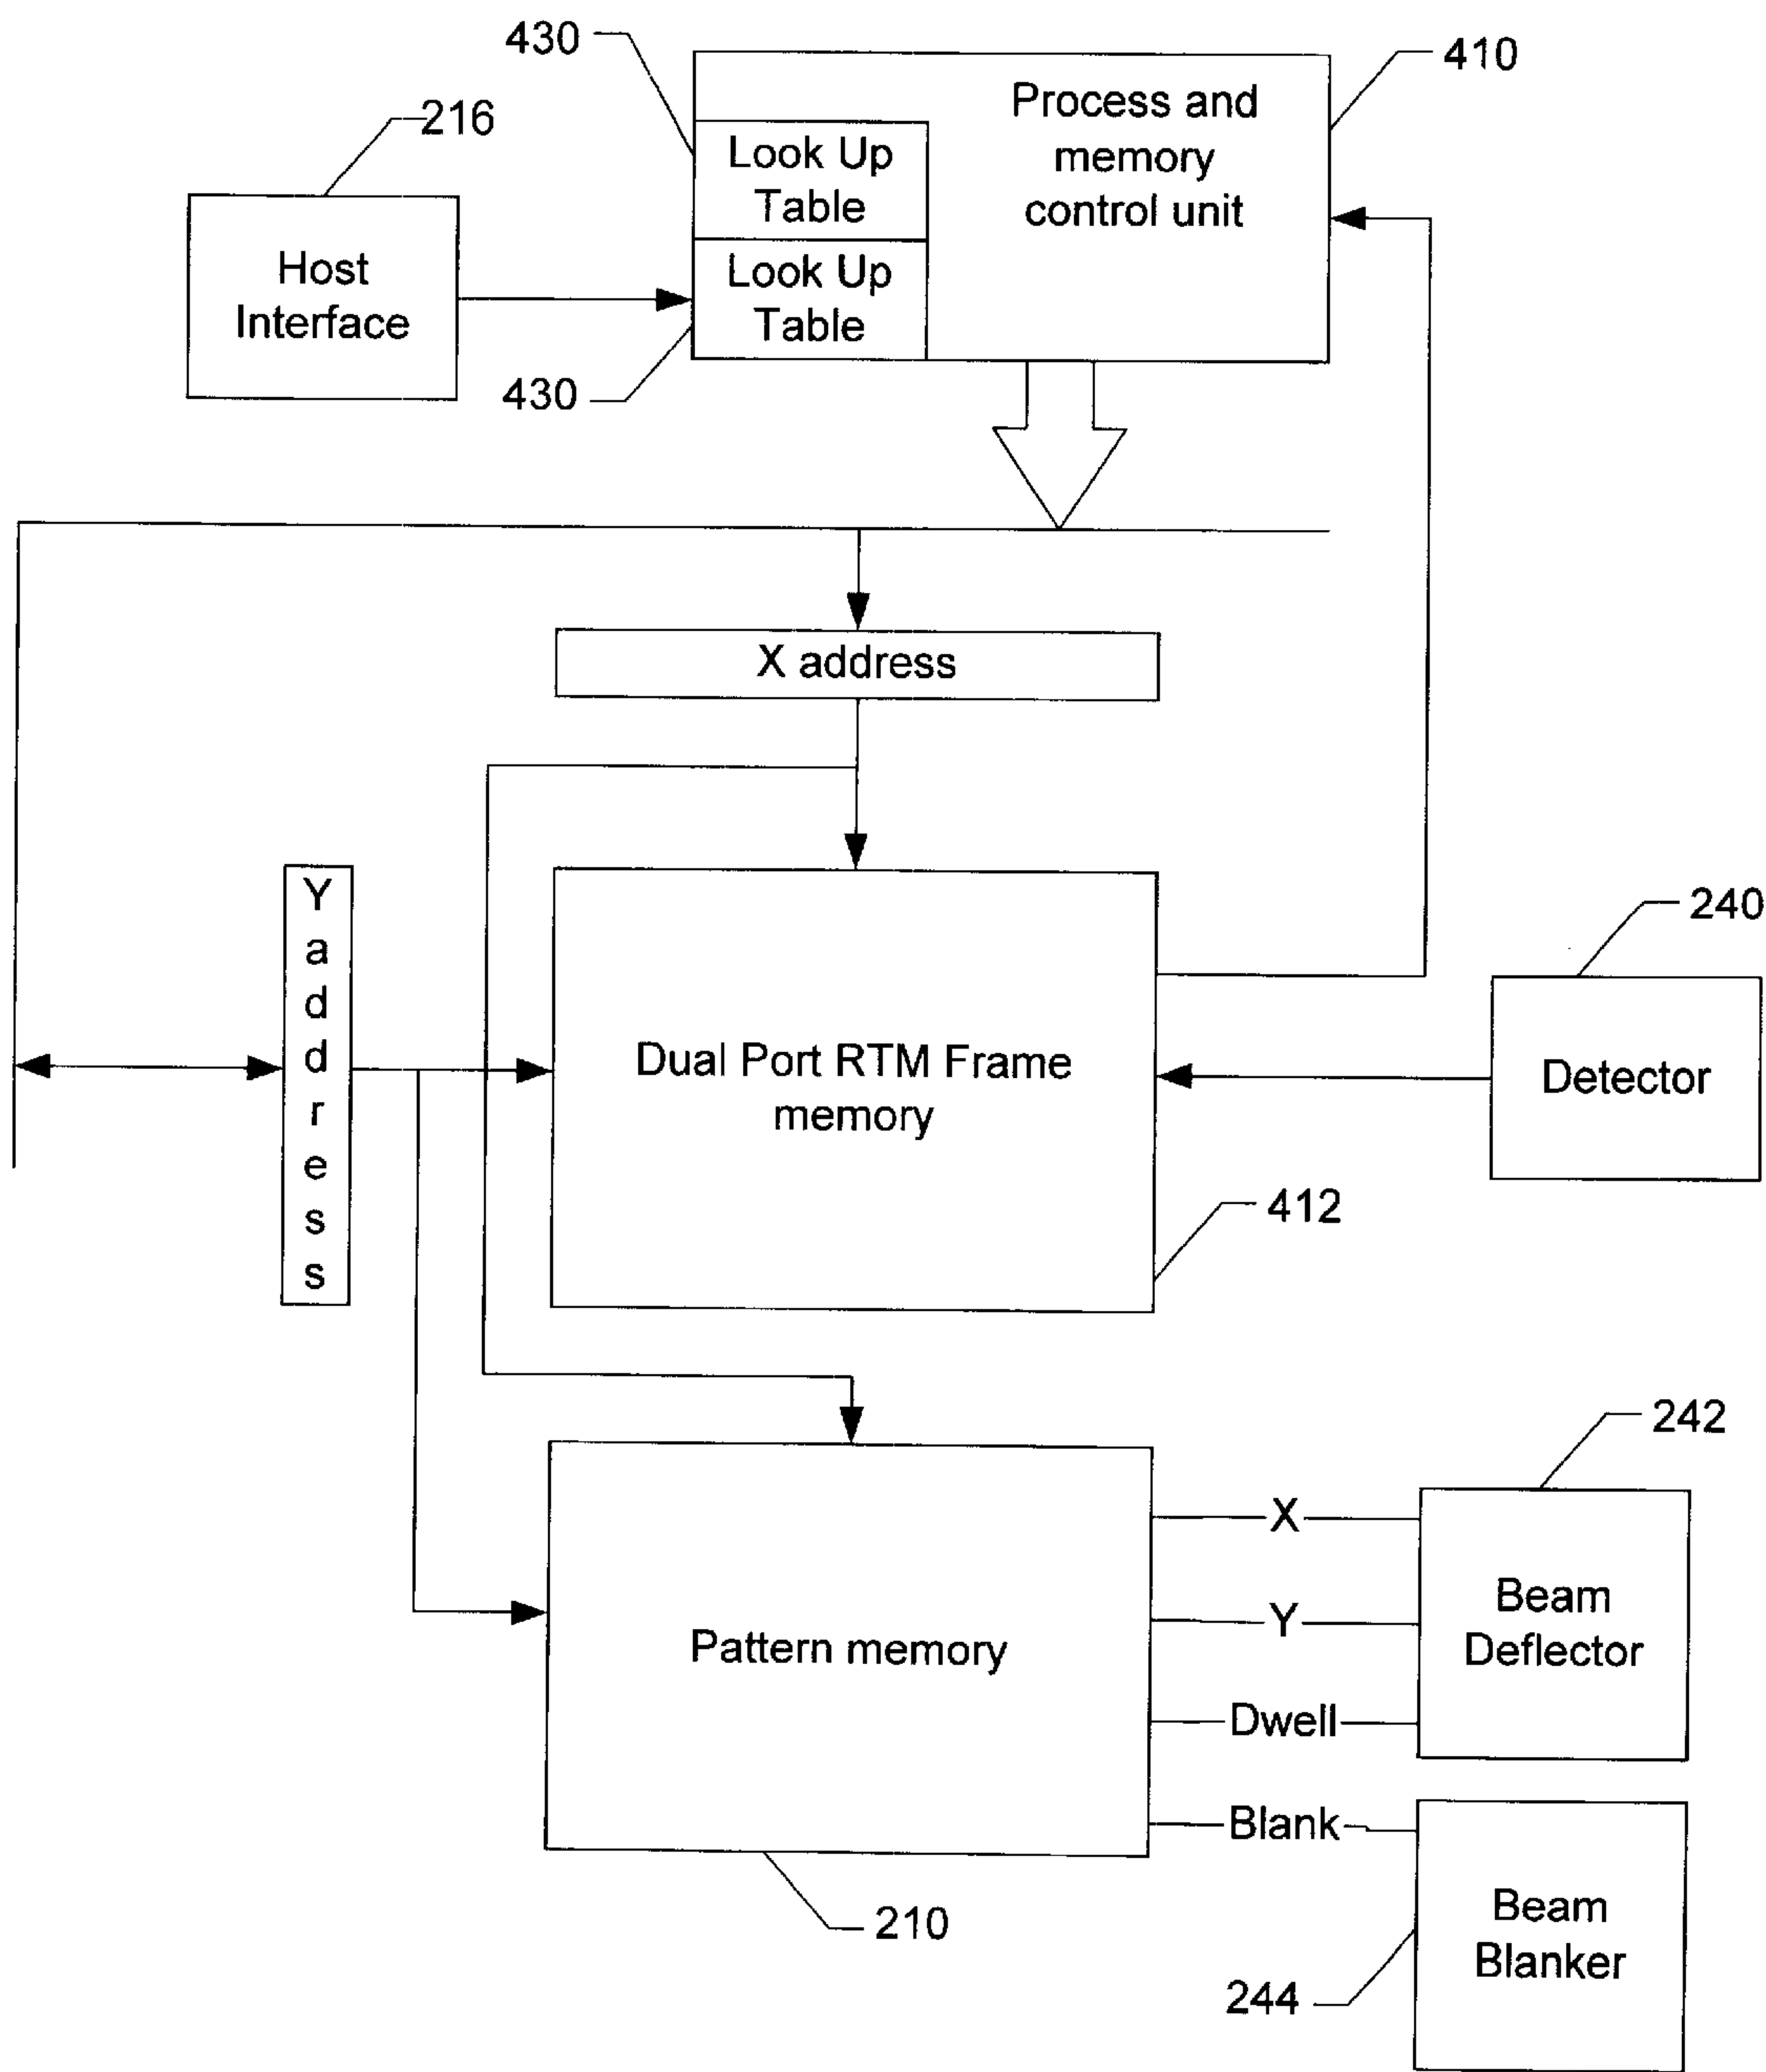 430
410
216
Process and
memory
control unit
Look Up
Table
Host
Interface
Look Up
Table
430
X address
Y
a
d
d
r
e
s
s
240
Dual Port RTM Frame
memory
Detector
412
242
X
Y
Beam
Deflector
Pattern memory
Dwell
Blank
Beam
Blanker
210
244